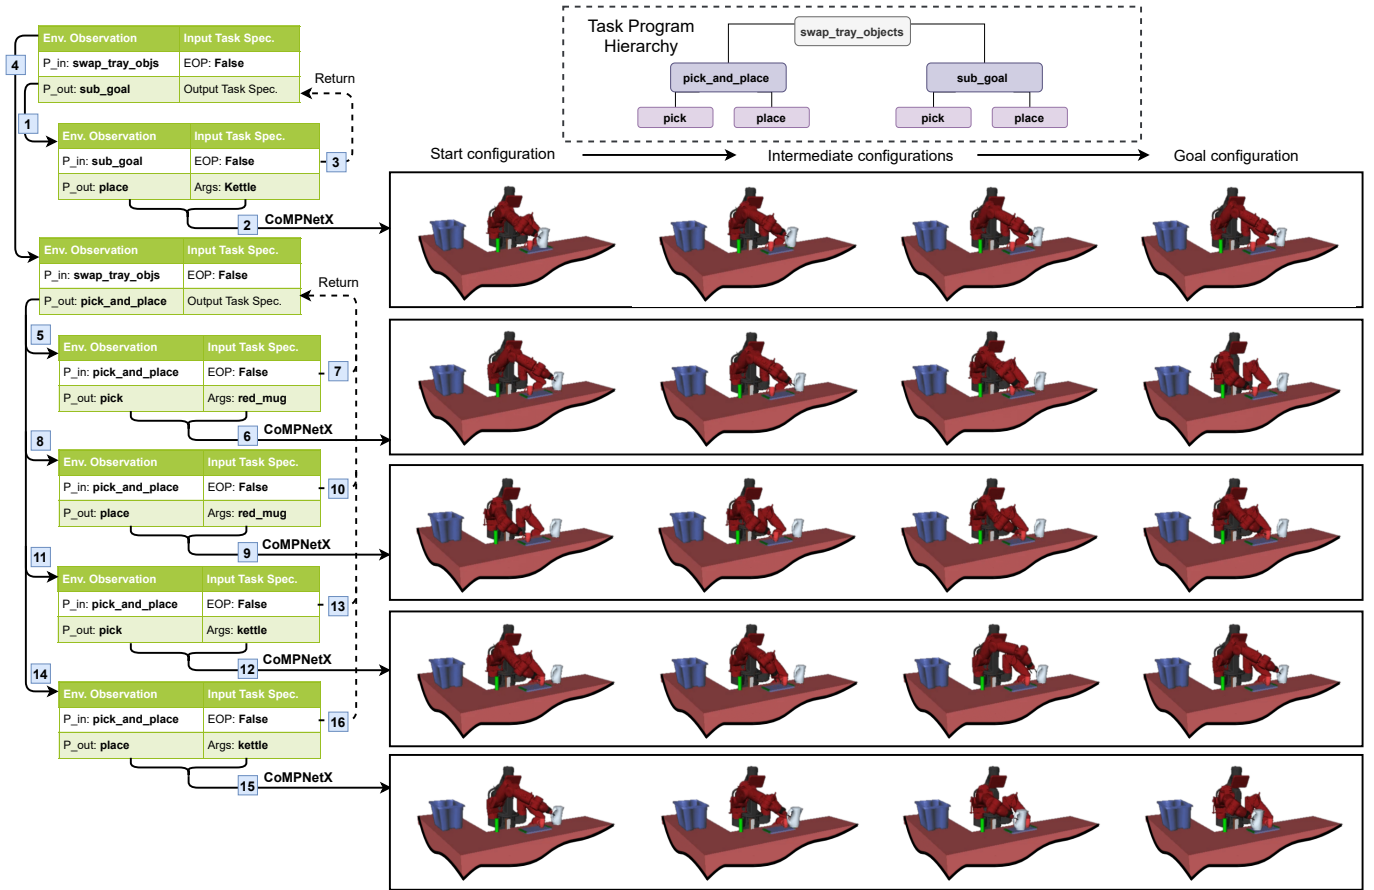 Task Program
Hierarchy
swap_tray_objects
pick_and_place
sub_goal
pick
place
pick
place
Start configuration
Intermediate configurations
Goal configuration
4
Env. Observation
Input Task Spec.
P_in: swap_tray_objs
EOP: False
P_out: sub_goal
Output Task Spec.
Return
1
Env. Observation
Input Task Spec.
P_in: sub_goal
EOP: False
3
P_out: place
Args: Kettle
2
CoMPNetX
Env. Observation
Input Task Spec.
P_in: swap_tray_objs
EOP: False
P_out: pick_and_place
Output Task Spec.
Return
5
Env. Observation
Input Task Spec.
P_in: pick_and_place
EOP: False
7
P_out: pick
Args: red_mug
6
CoMPNetX
8
Env. Observation
Input Task Spec.
P_in: pick_and_place
EOP: False
10
P_out: place
Args: red_mug
9
CoMPNetX
11
Env. Observation
Input Task Spec.
P_in: pick_and_place
EOP: False
13
P_out: pick
Args: kettle
12
CoMPNetX
14
Env. Observation
Input Task Spec.
P_in: pick_and_place
EOP: False
16
P_out: place
Args: kettle
15
CoMPNetX